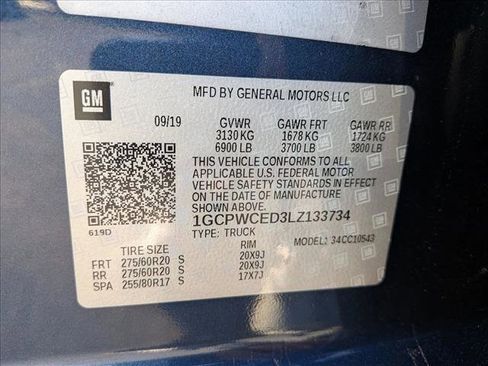 GM
MFD BY GENERAL MOTORS LLC
09/19 GVWR GAWR FRT GAWR RR
3130 KG 1678 KG 1724 KG
6900 LB 3700 LB 3800 LB
THIS VEHICLE CONFORMS TO ALL
APPLICABLE U.S. FEDERAL MOTOR
VEHICLE SAFETY STANDARDS IN
EFFECT ON THE DATE OF
MANUFACTURE SHOWN ABOVE.
1GCPWCED3LZ133734
619D
TYPE: TRUCK MODEL: 34CC10543
TIRE SIZE RIM
FRT 275/60R20 S 20X9J
RR 275/60R20 S 20X9J
SPA 255/80R17 S 17X7J